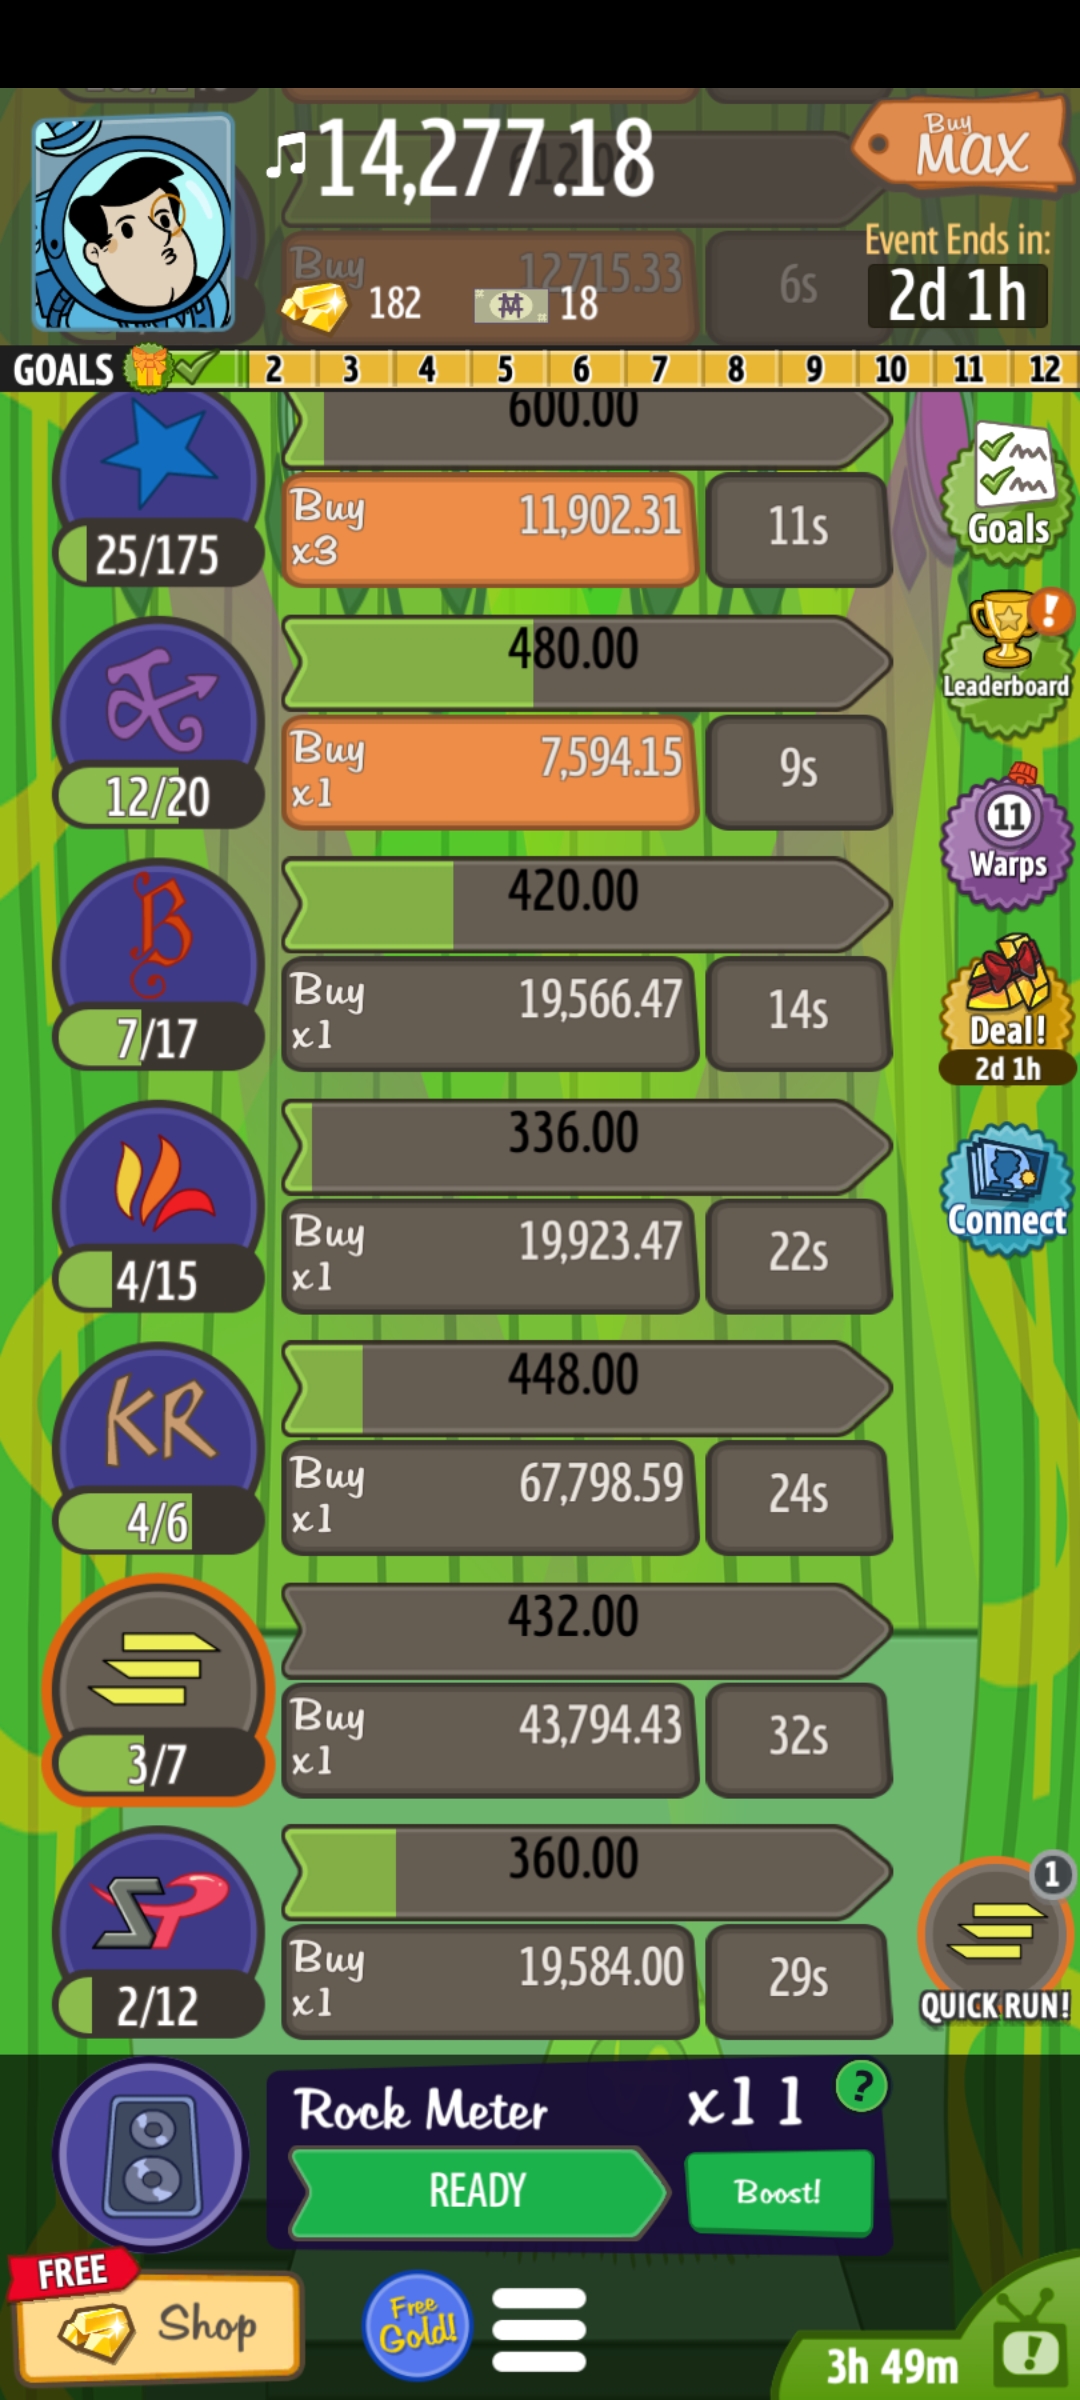 ♫14,277.18
Buy
MAX
612.0
Event Ends in:
2d 1h
Buy 12,715.33 6s
182 18
GOALS 2 3 4 5 6 7 8 9 10 11 12
600.00
Buy x3 11,902.31 11s
25/175
Goals
480.00
Leaderboard
Buy x1 7,594.15 9s
12/20
11
Warps
420.00
B
Buy x1 19,566.47 14s
7/17
Deal!
2d 1h
336.00
Buy x1 19,923.47 22s
4/15
Connect
448.00
KR
Buy x1 67,798.59 24s
4/6
432.00
Buy x1 43,794.43 32s
3/7
360.00
SP
1
Buy x1 19,584.00 29s
2/12
QUICK RUN!
Rock Meter x11 ?
READY Boost!
FREE
Shop
Free
Gold!
3h 49m